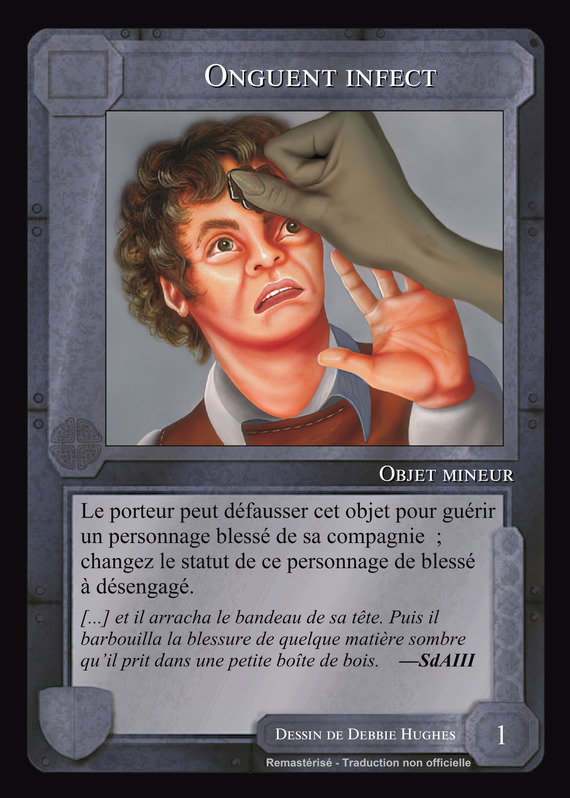 Onguent infect
Objet mineur
Le porteur peut défausser cet objet pour guérir
un personnage blessé de sa compagnie ;
changez le statut de ce personnage de blessé
à désengagé.
[...] et il arracha le bandeau de sa tête. Puis il
barbouilla la blessure de quelque matière sombre
qu’il prit dans une petite boîte de bois. —SdAIII
Dessin de Debbie Hughes
1
Remastérisé - Traduction non officielle